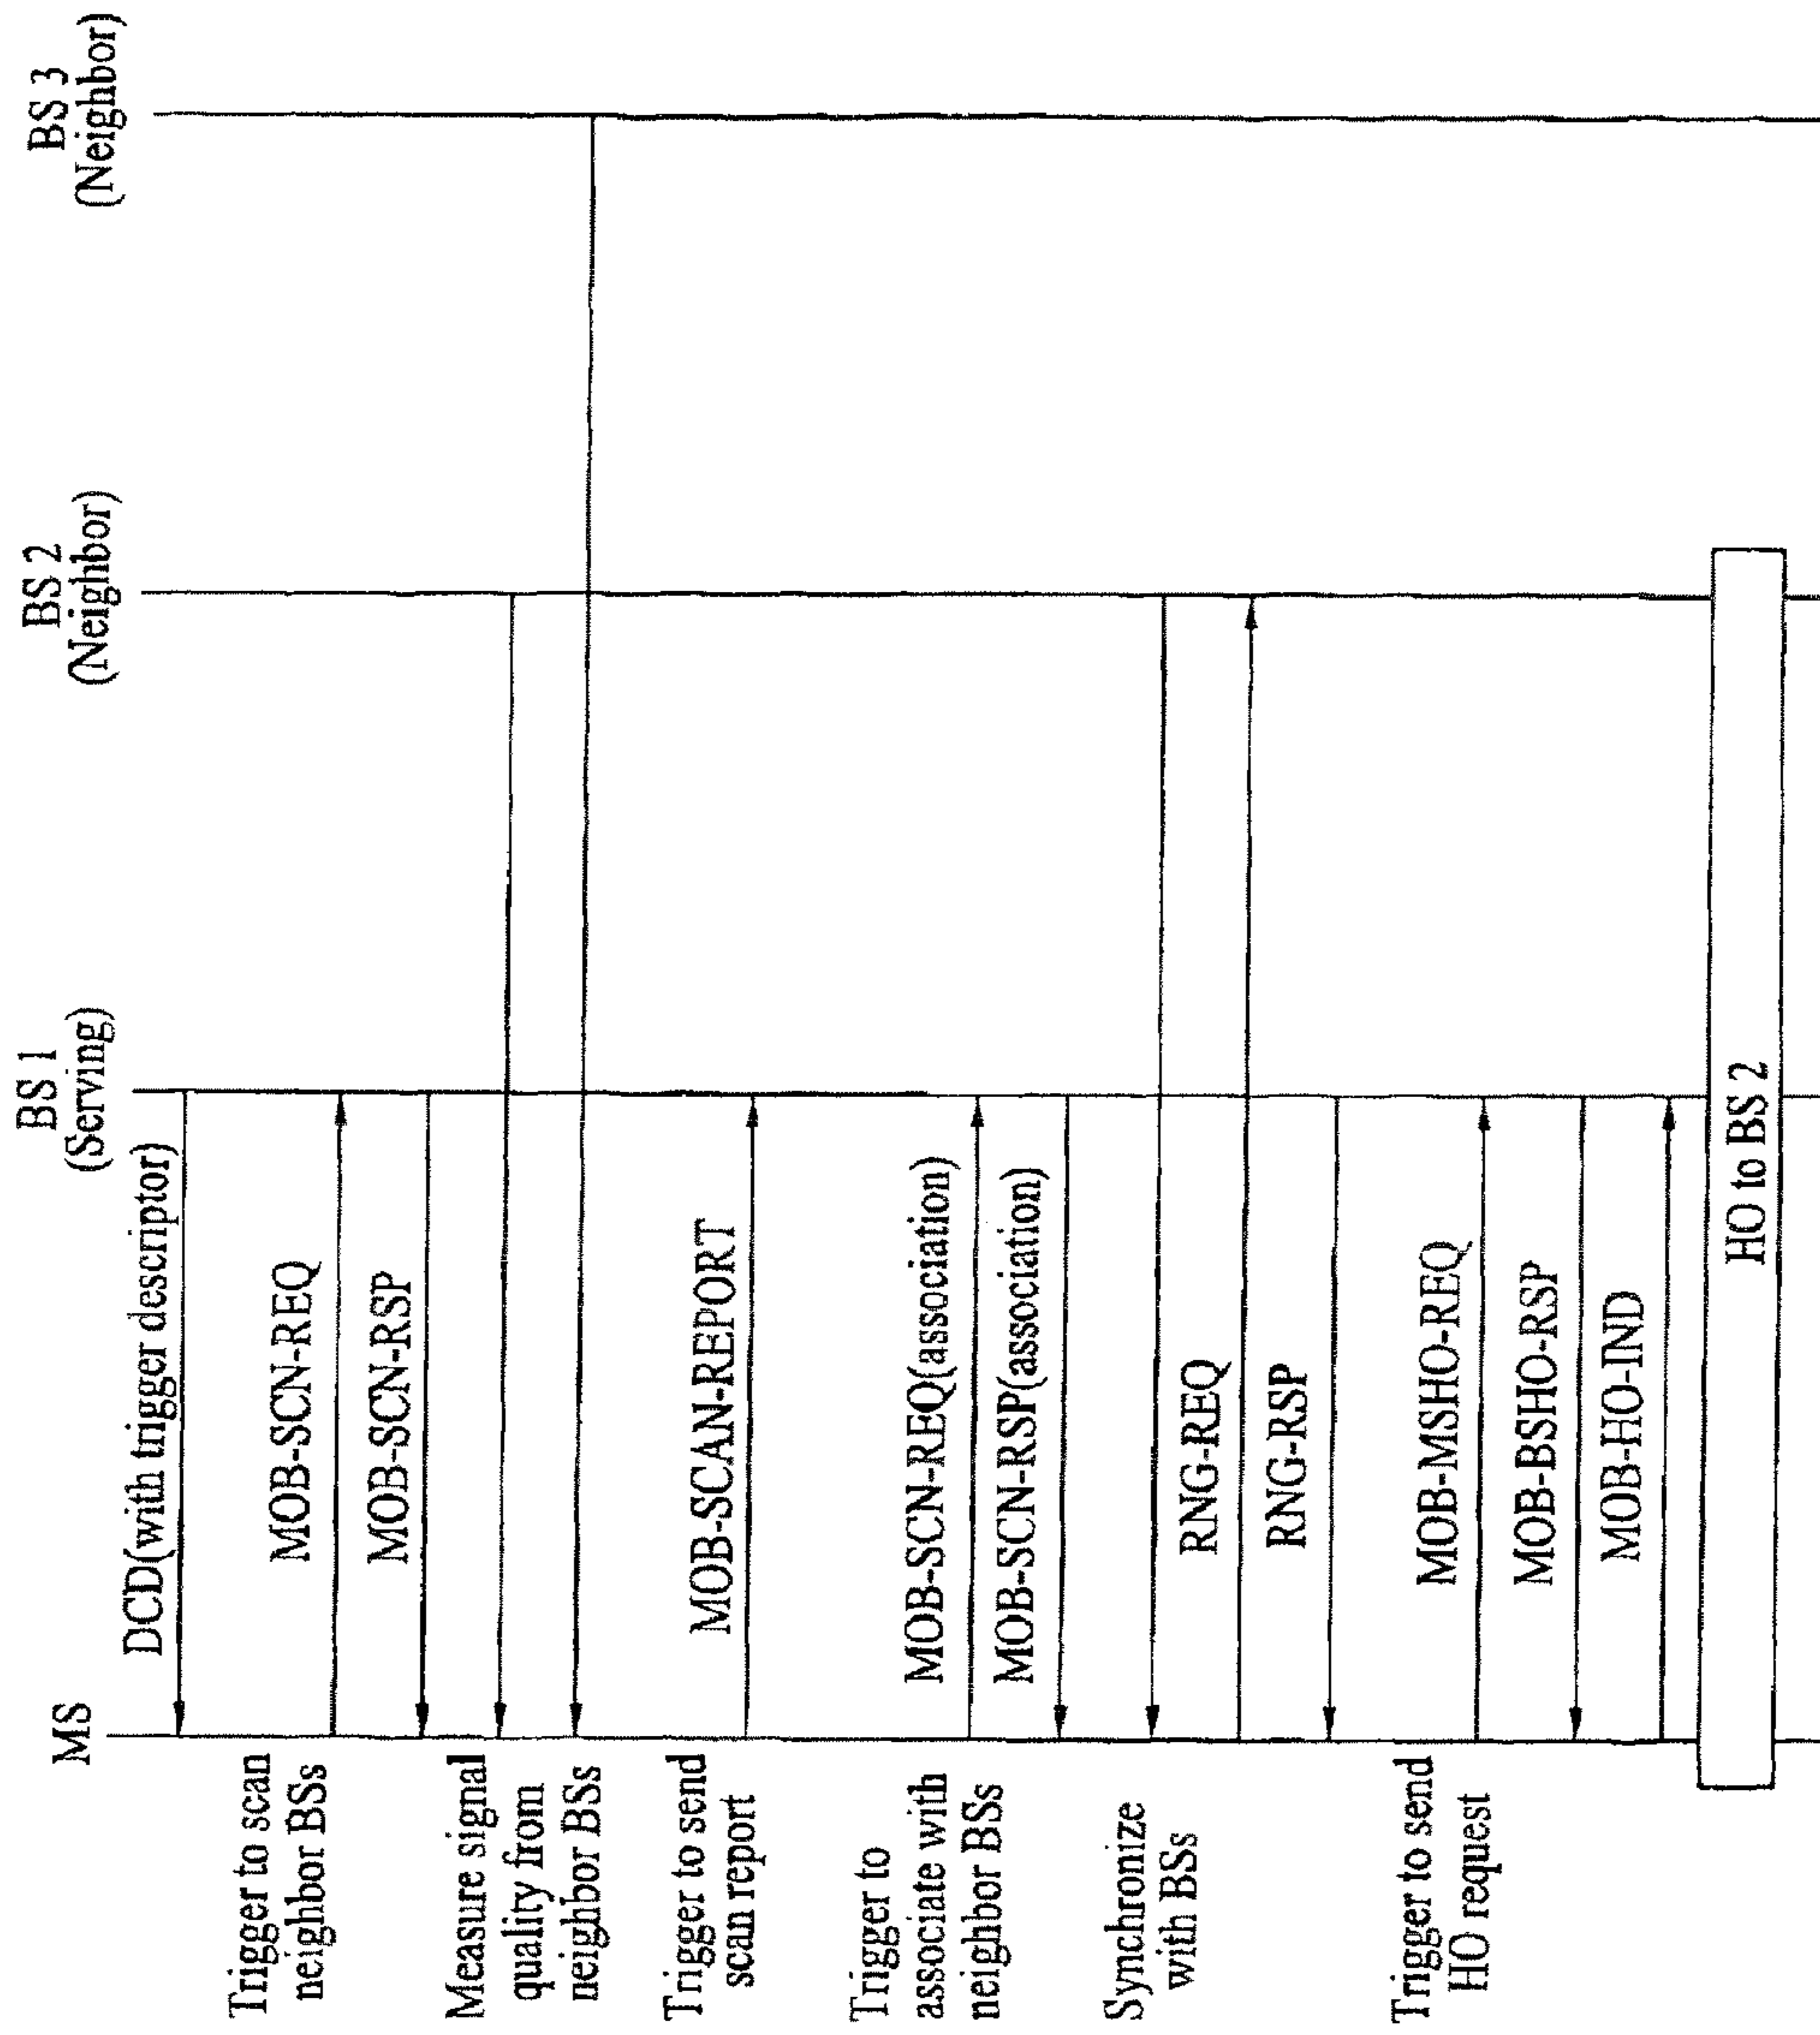 MS
BS 1
(Serving)
BS 2
(Neighbor)
BS 3
(Neighbor)
DCD(with trigger descriptor)
Trigger to scan
neighbor BSs
MOB-SCN-REQ
MOB-SCN-RSP
Measure signal
quality from
neighbor BSs
Trigger to send
scan report
MOB-SCAN-REPORT
Trigger to
associate with
neighbor BSs
MOB-SCN-REQ(association)
MOB-SCN-RSP(association)
Synchronize
with BSs
RNG-REQ
RNG-RSP
Trigger to send
HO request
MOB-MSHO-REQ
MOB-BSHO-RSP
MOB-HO-IND
HO to BS 2